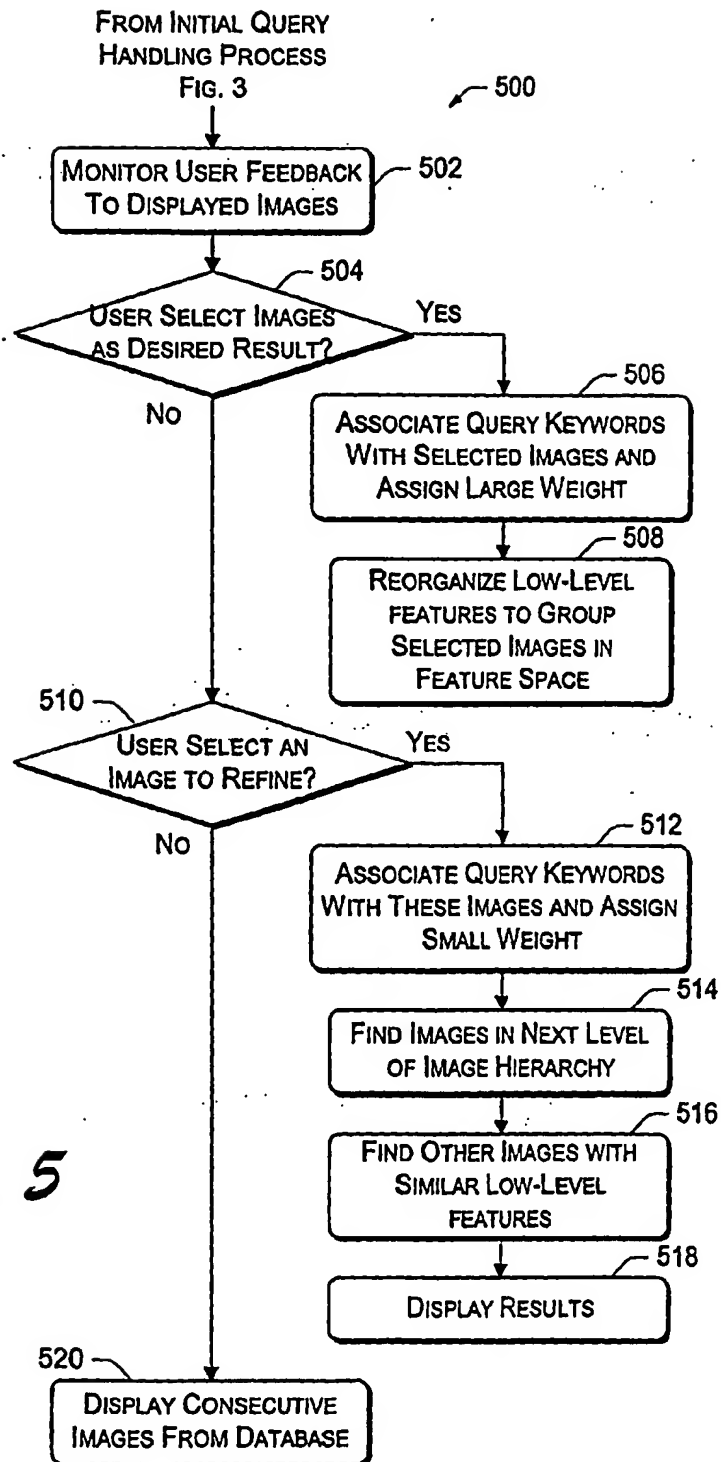 FROM INITIAL QUERY
HANDLING PROCESS
FIG. 3
500
MONITOR USER FEEDBACK
TO DISPLAYED IMAGES
502
504
USER SELECT IMAGES
AS DESIRED RESULT?
YES
NO
506
ASSOCIATE QUERY KEYWORDS
WITH SELECTED IMAGES AND
ASSIGN LARGE WEIGHT
508
REORGANIZE LOW-LEVEL
FEATURES TO GROUP
SELECTED IMAGES IN
FEATURE SPACE
510
USER SELECT AN
IMAGE TO REFINE?
YES
NO
512
ASSOCIATE QUERY KEYWORDS
WITH THESE IMAGES AND ASSIGN
SMALL WEIGHT
514
FIND IMAGES IN NEXT LEVEL
OF IMAGE HIERARCHY
516
FIND OTHER IMAGES WITH
SIMILAR LOW-LEVEL
FEATURES
5
518
DISPLAY RESULTS
520
DISPLAY CONSECUTIVE
IMAGES FROM DATABASE